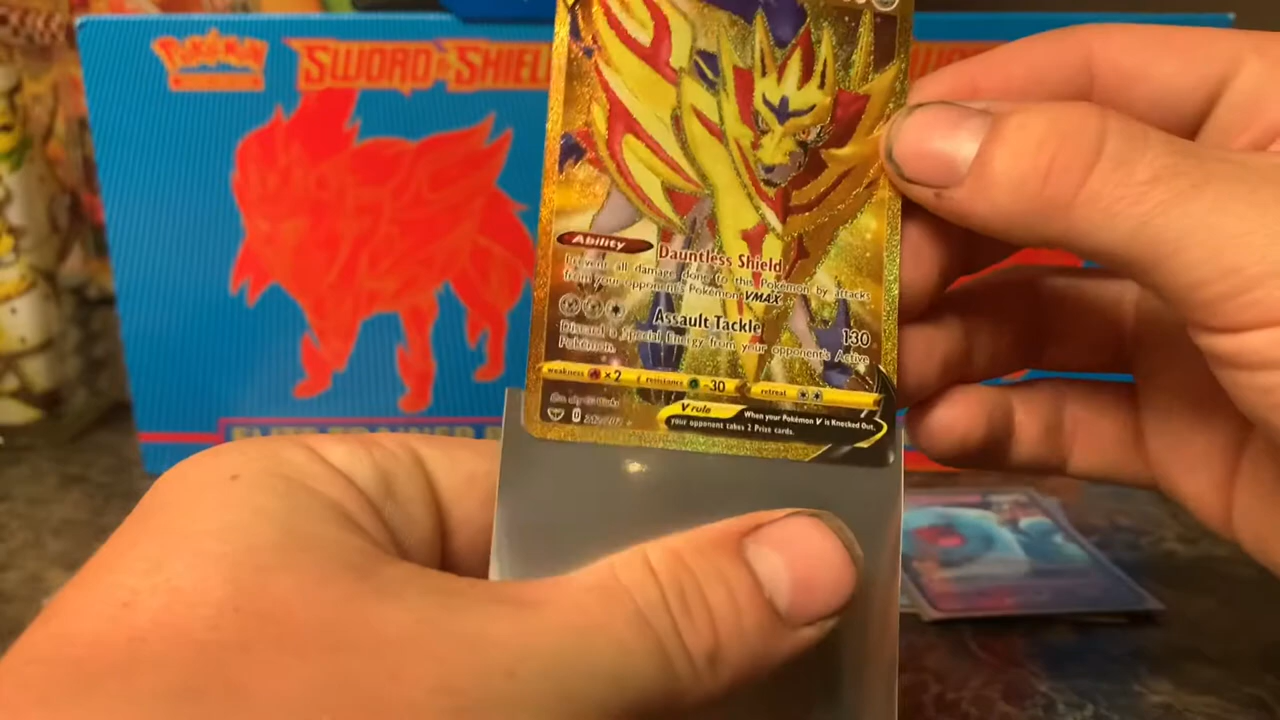 Pokémon
SWORD & SHIEL
Ability
Dauntless Shield
Prevent all damage done to this Pokémon by attacks
from your opponent's Pokémon VMAX
Assault Tackle
130
Discard a Special Energy from your opponent's Active
Pokémon.
weakness ×2
resistance -30
retreat
V rule
When your Pokémon V is Knocked Out,
your opponent takes 2 Prize cards.